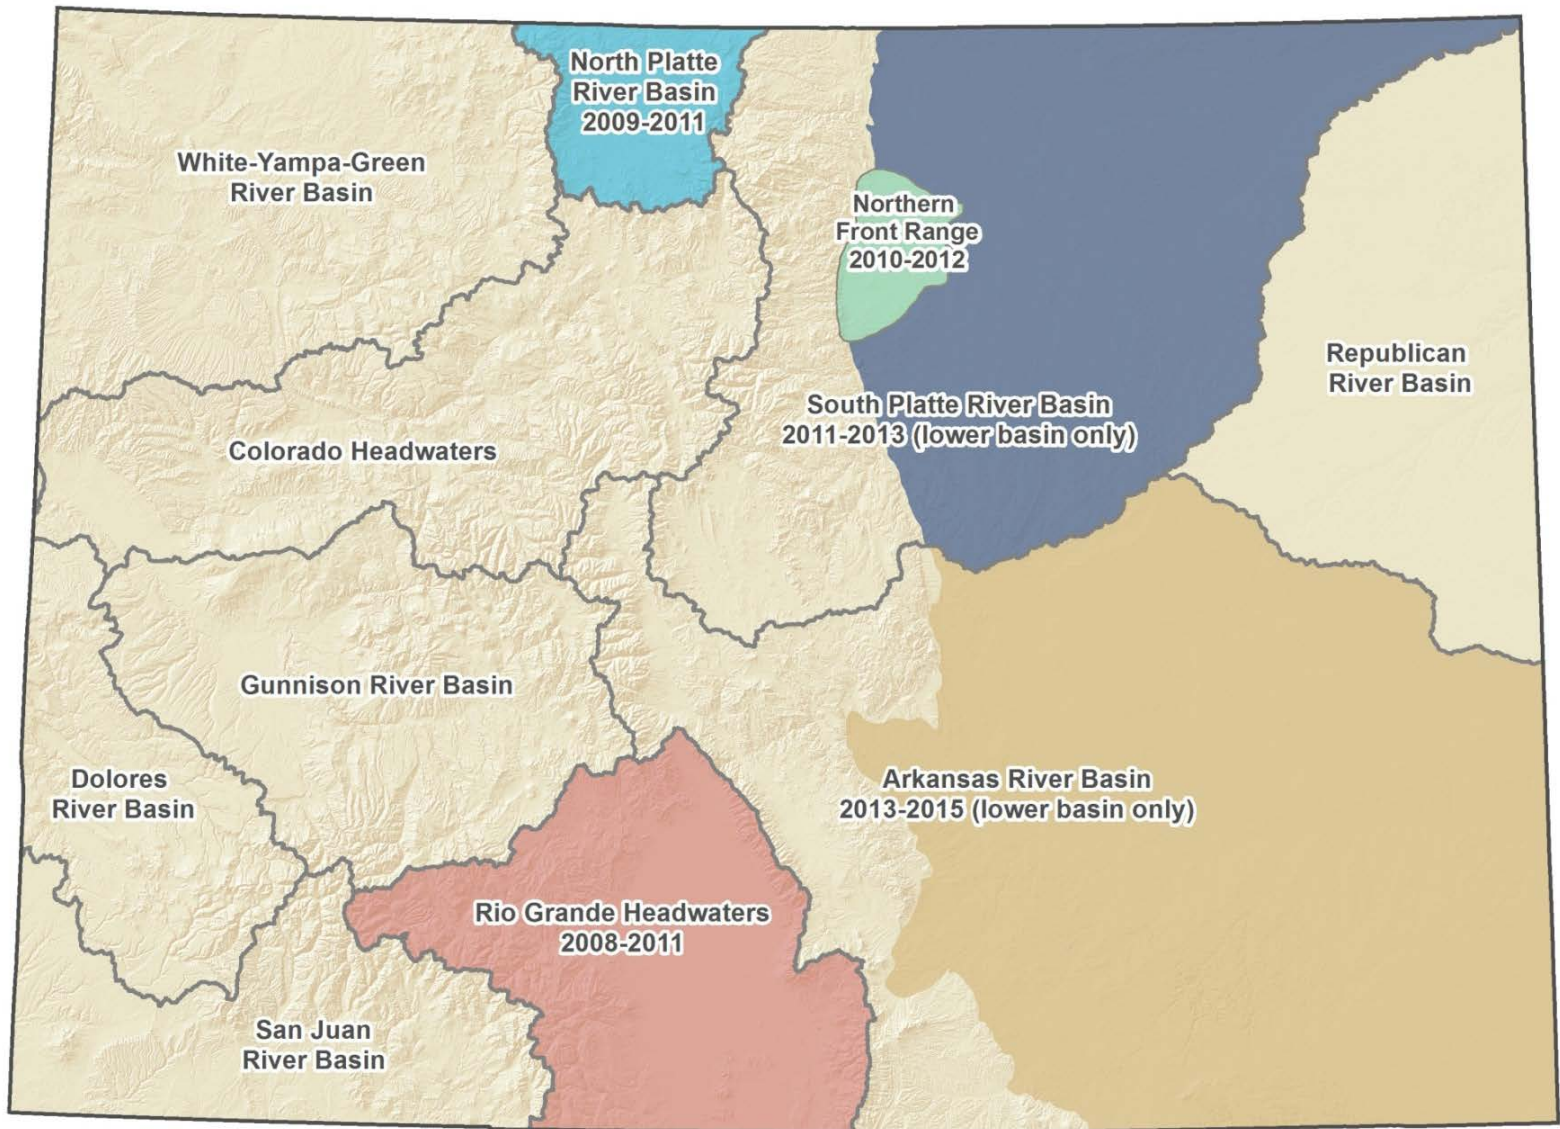 North Platte
River Basin
2009-2011
White-Yampa-Green
River Basin
Northern
Front Range
2010-2012
Republican
River Basin
South Platte River Basin
2011-2013 (lower basin only)
Colorado Headwaters
Gunnison River Basin
Dolores
River Basin
Arkansas River Basin
2013-2015 (lower basin only)
Rio Grande Headwaters
2008-2011
San Juan
River Basin